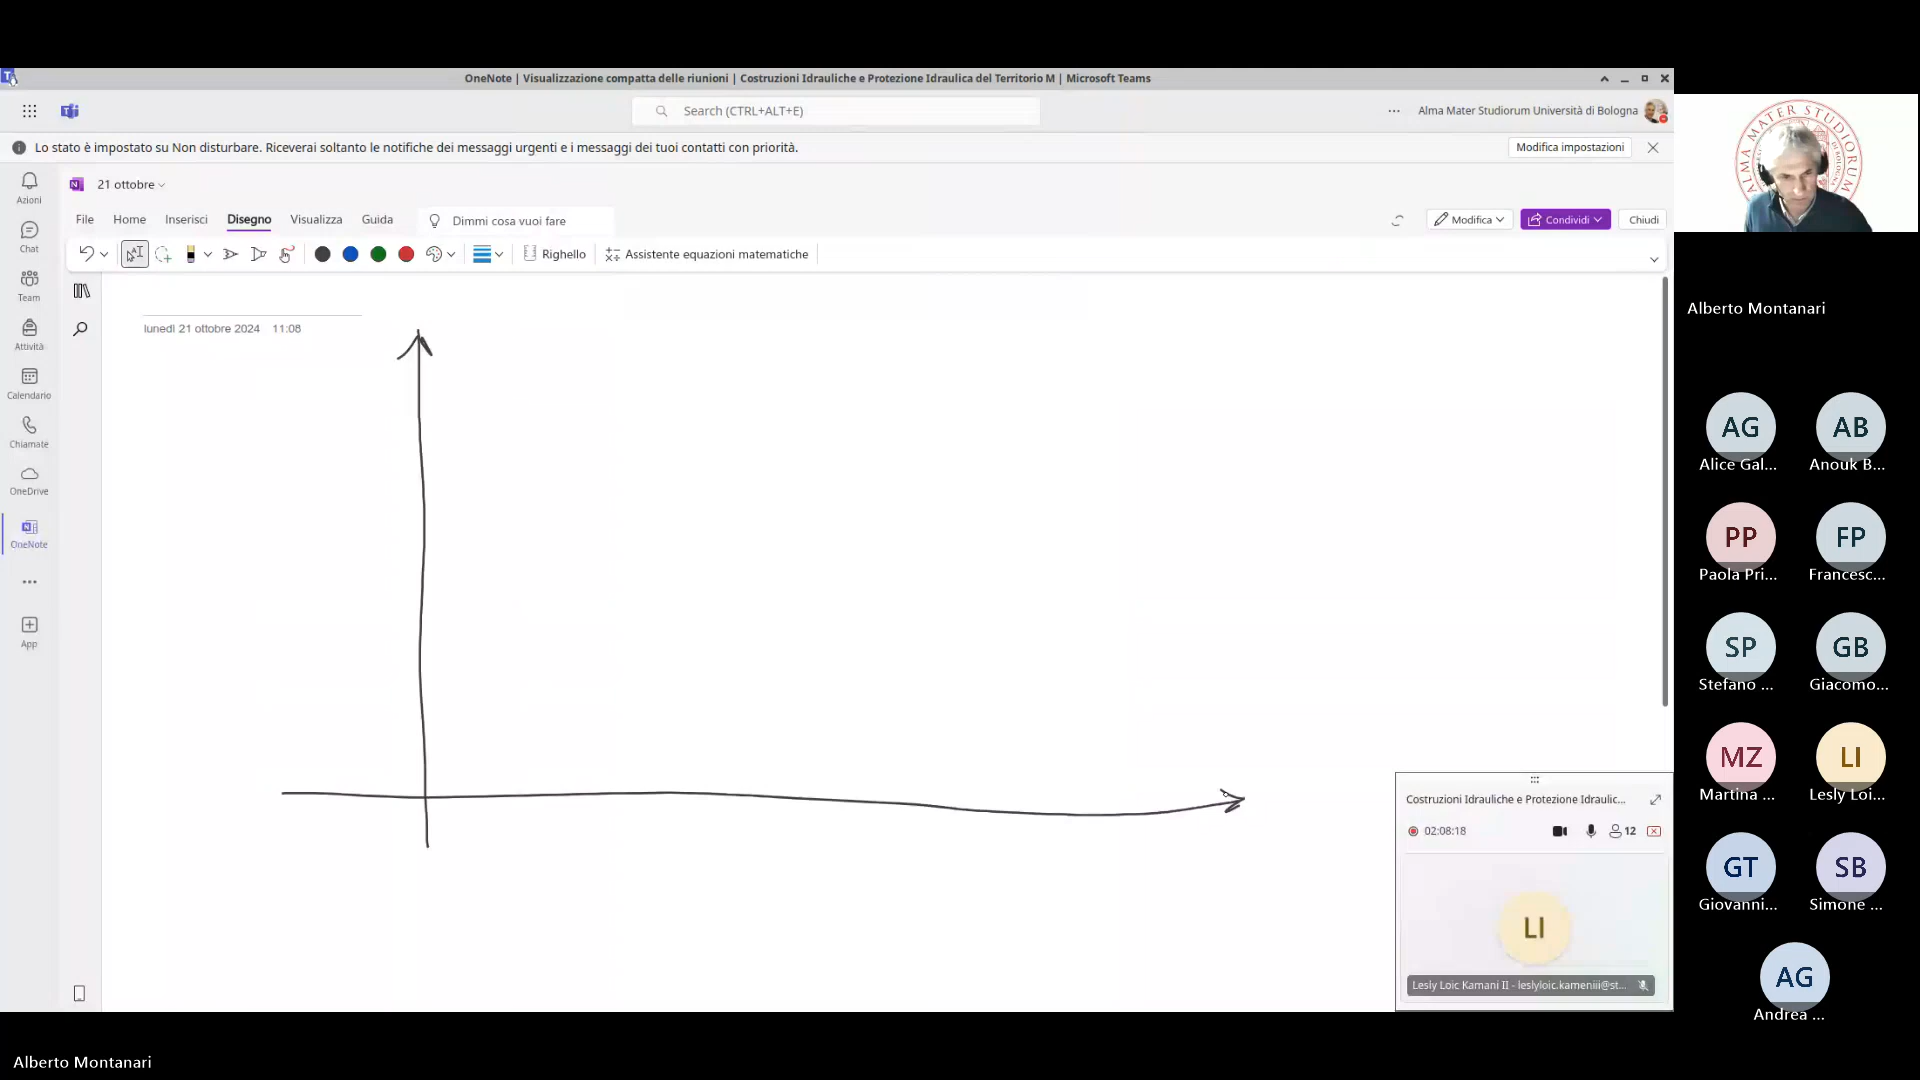 OneNote | Visualizzazione compatta delle riunioni | Costruzioni Idrauliche e Protezione Idraulica del Territorio M | Microsoft Teams
Search (CTRL+ALT+E)
Alma Mater Studiorum Università di Bologna
Lo stato è impostato su Non disturbare. Riceverai soltanto le notifiche dei messaggi urgenti e i messaggi dei tuoi contatti con priorità.
Modifica impostazioni
21 ottobre
File Home Inserisci Disegno Visualizza Guida Dimmi cosa vuoi fare
Modifica Condividi Chiudi
Righello Assistente equazioni matematiche
Azioni
Chat
Team
Attività
Calendario
Chiamate
OneDrive
OneNote
App
lunedì 21 ottobre 2024 11:08
Costruzioni Idrauliche e Protezione Idraulic...
02:08:18 12
LI
Lesly Loic Kamani II - leslyloic.kameniii@st...
ALMA MATER STUDIORUM
Alberto Montanari
AG AB
Alice Gal... Anouk B...
PP FP
Paola Pri... Francesc...
SP GB
Stefano ... Giacomo...
MZ LI
Martina ... Lesly Loi...
GT SB
Giovanni... Simone ...
AG
Andrea ...
Alberto Montanari